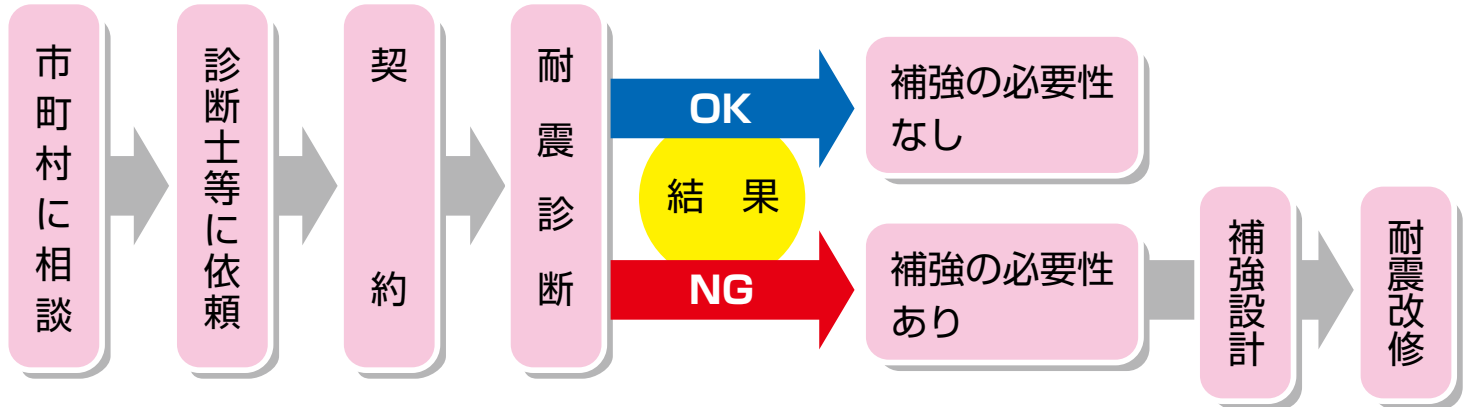 市町村に相談
診断士等に依頼
契約
耐震診断
OK
結果
NG
補強の必要性
なし
補強の必要性
あり
補強設計
耐震改修